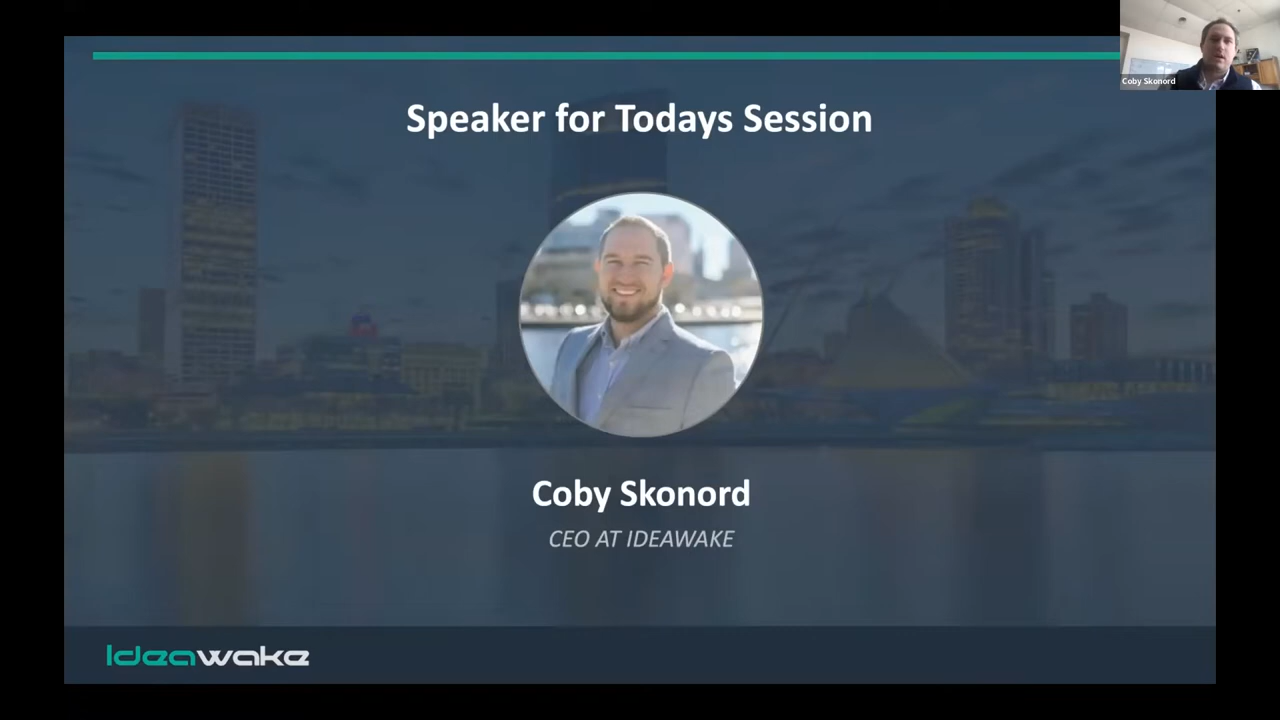 Coby Skonord
Speaker for Todays Session
Coby Skonord
CEO AT IDEAWAKE
Ideawake